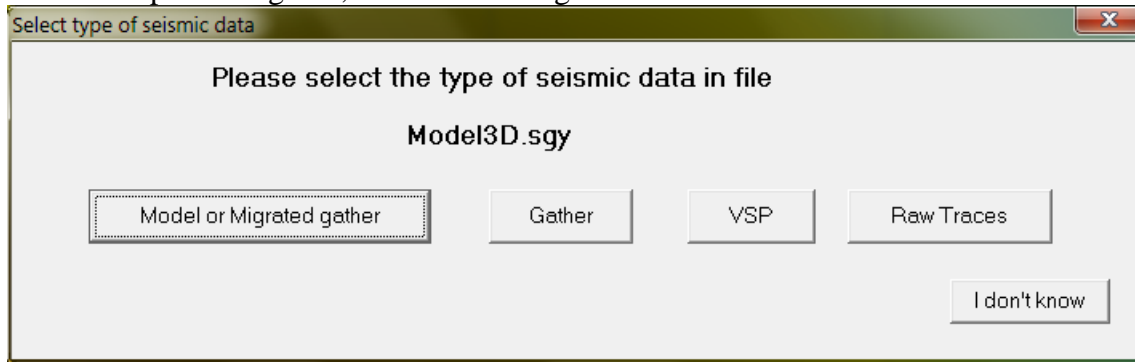 Select type of seismic data
Please select the type of seismic data in file
Model3D.sgy
Model or Migrated gather Gather VSP Raw Traces
I don't know